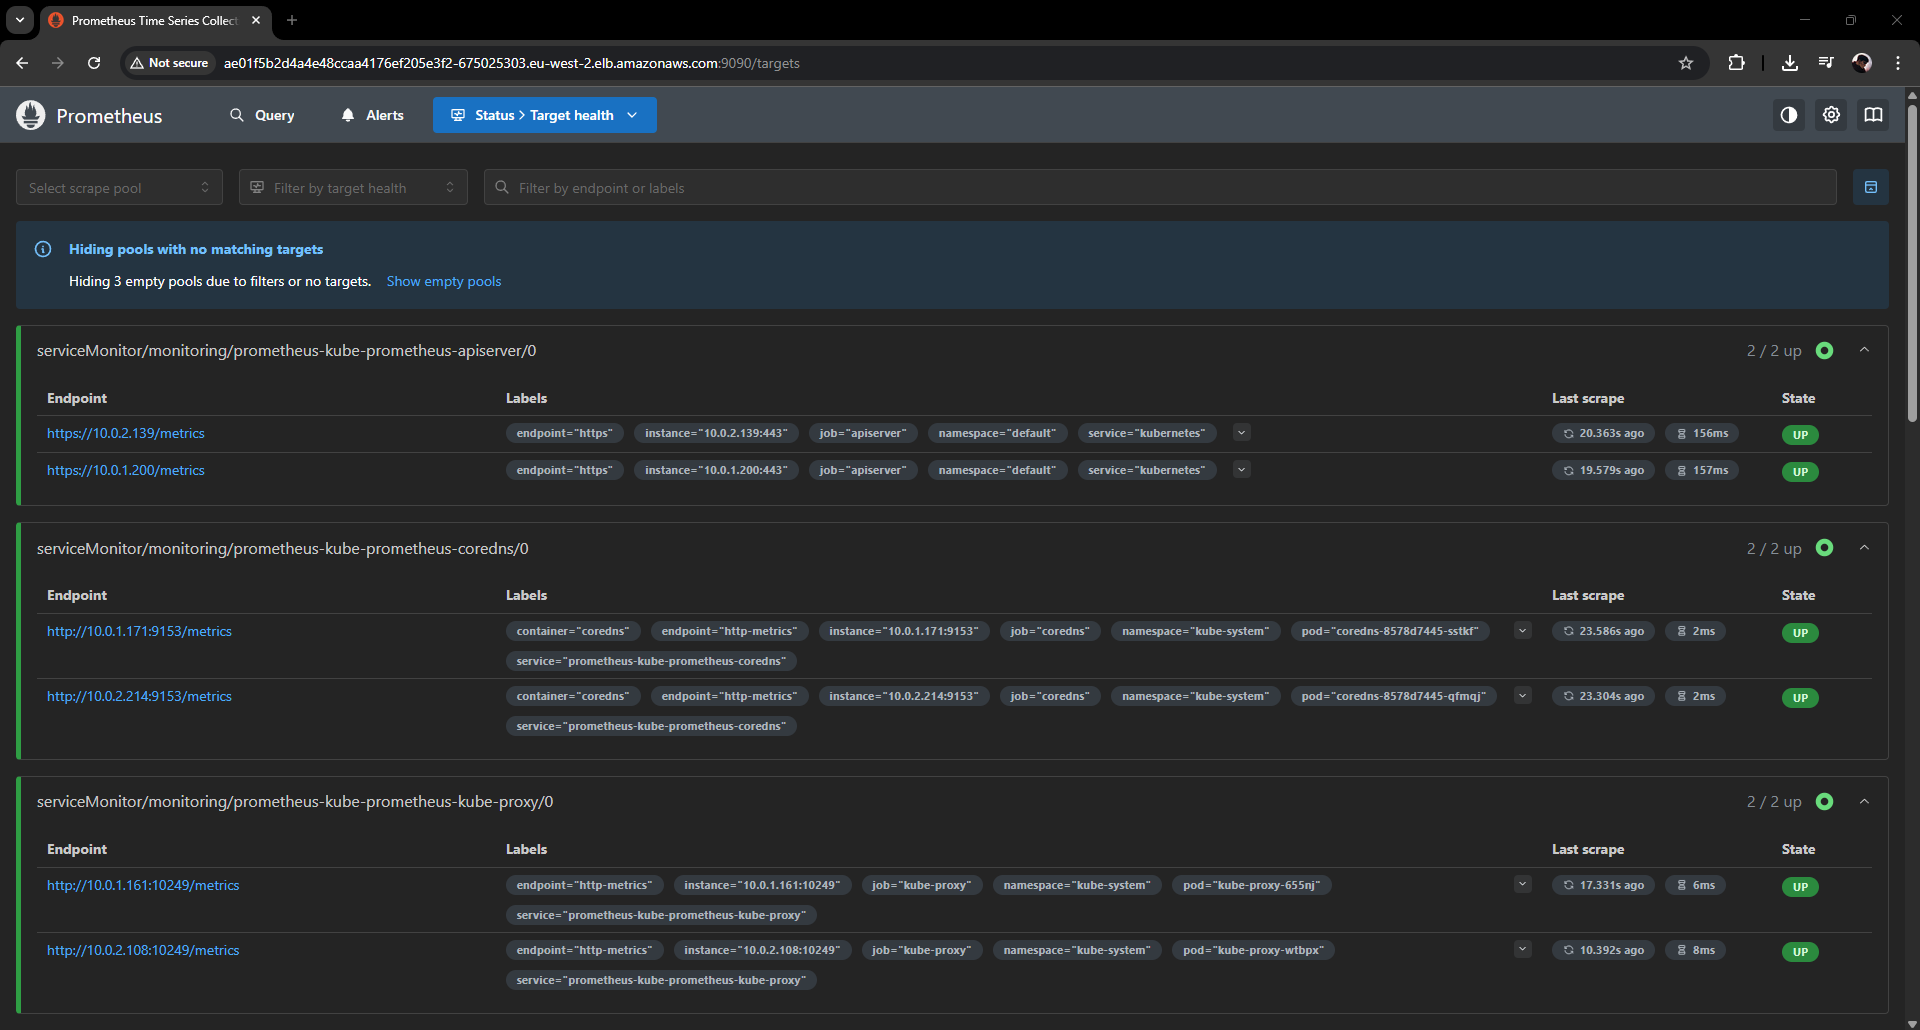 Prometheus Time Series Collect
Not secure
ae01f5b2d4a4e48ccaa4176ef205e3f2-675025303.eu-west-2.elb.amazonaws.com:9090/targets
Prometheus
Query
Alerts
Status > Target health
Select scrape pool
Filter by target health
Filter by endpoint or labels
Hiding pools with no matching targets
Hiding 3 empty pools due to filters or no targets. Show empty pools
serviceMonitor/monitoring/prometheus-kube-prometheus-apiserver/0 2 / 2 up
Endpoint Labels Last scrape State
https://10.0.2.139/metrics endpoint="https" instance="10.0.2.139:443" job="apiserver" namespace="default" service="kubernetes" 20.363s ago 156ms UP
https://10.0.1.200/metrics endpoint="https" instance="10.0.1.200:443" job="apiserver" namespace="default" service="kubernetes" 19.579s ago 157ms UP
serviceMonitor/monitoring/prometheus-kube-prometheus-coredns/0 2 / 2 up
Endpoint Labels Last scrape State
http://10.0.1.171:9153/metrics container="coredns" endpoint="http-metrics" instance="10.0.1.171:9153" job="coredns" namespace="kube-system" pod="coredns-8578d7445-sstkf" 23.586s ago 2ms UP
service="prometheus-kube-prometheus-coredns"
http://10.0.2.214:9153/metrics container="coredns" endpoint="http-metrics" instance="10.0.2.214:9153" job="coredns" namespace="kube-system" pod="coredns-8578d7445-qfmqj" 23.304s ago 2ms UP
service="prometheus-kube-prometheus-coredns"
serviceMonitor/monitoring/prometheus-kube-prometheus-kube-proxy/0 2 / 2 up
Endpoint Labels Last scrape State
http://10.0.1.161:10249/metrics endpoint="http-metrics" instance="10.0.1.161:10249" job="kube-proxy" namespace="kube-system" pod="kube-proxy-655nj" 17.331s ago 6ms UP
service="prometheus-kube-prometheus-kube-proxy"
http://10.0.2.108:10249/metrics endpoint="http-metrics" instance="10.0.2.108:10249" job="kube-proxy" namespace="kube-system" pod="kube-proxy-wtbpx" 10.392s ago 8ms UP
service="prometheus-kube-prometheus-kube-proxy"